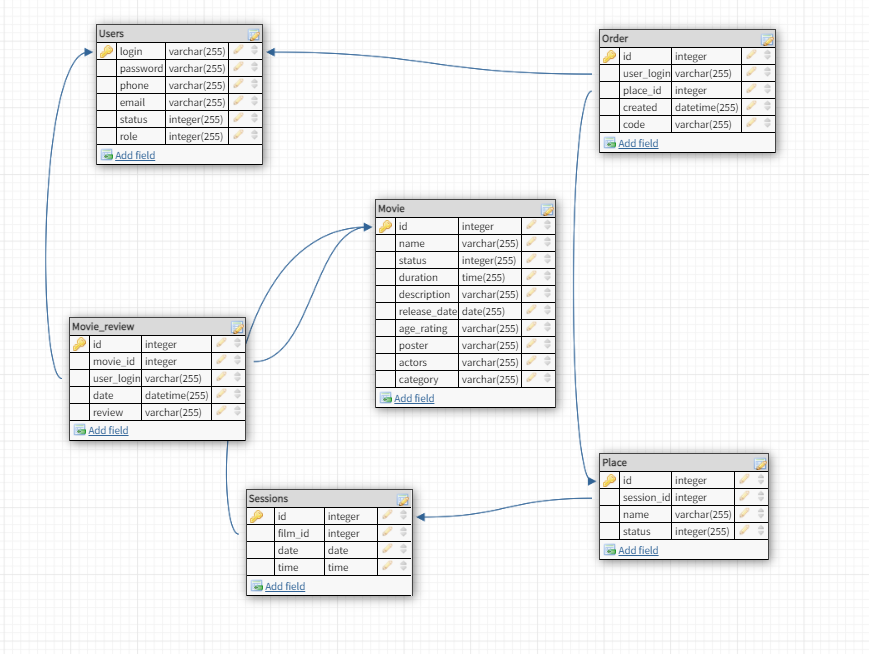 Users
login varchar(255)
password varchar(255)
phone varchar(255)
email varchar(255)
status integer(255)
role integer(255)
Add field
Order
id integer
user_login varchar(255)
place_id integer
created datetime(255)
code varchar(255)
Add field
Movie
id integer
name varchar(255)
status integer(255)
duration time(255)
description varchar(255)
release_date date(255)
age_rating varchar(255)
poster varchar(255)
actors varchar(255)
category varchar(255)
Add field
Movie_review
id integer
movie_id integer
user_login varchar(255)
date datetime(255)
review varchar(255)
Add field
Sessions
id integer
film_id integer
date date
time time
Add field
Place
id integer
session_id integer
name varchar(255)
status integer(255)
Add field